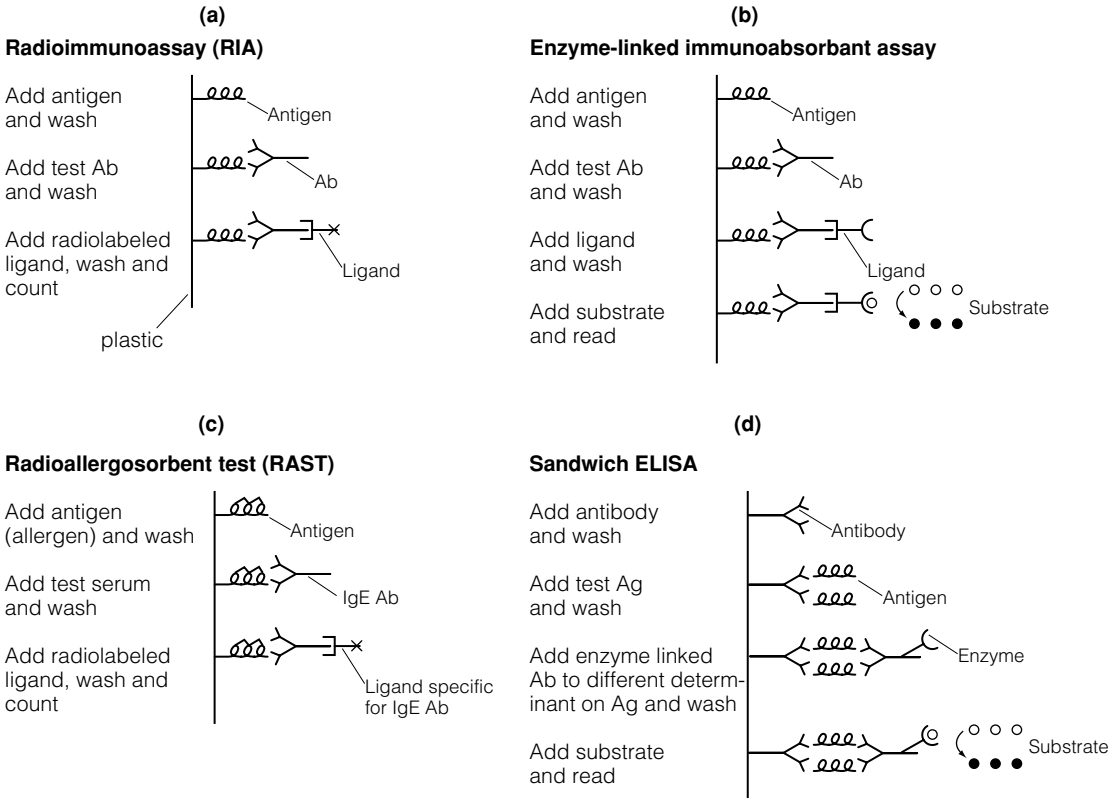 (a)
Radioimmunoassay (RIA)
Add antigen
and wash
Antigen
Add test Ab
and wash
Ab
Add radiolabeled
ligand, wash and
count
Ligand
plastic
(b)
Enzyme-linked immunoabsorbant assay
Add antigen
and wash
Antigen
Add test Ab
and wash
Ab
Add ligand
and wash
Ligand
Add substrate
and read
Substrate
(c)
Radioallergosorbent test (RAST)
Add antigen
(allergen) and wash
Antigen
Add test serum
and wash
IgE Ab
Add radiolabeled
ligand, wash and
count
Ligand specific
for IgE Ab
(d)
Sandwich ELISA
Add antibody
and wash
Antibody
Add test Ag
and wash
Antigen
Add enzyme linked
Ab to different determ-
inant on Ag and wash
Enzyme
Add substrate
and read
Substrate